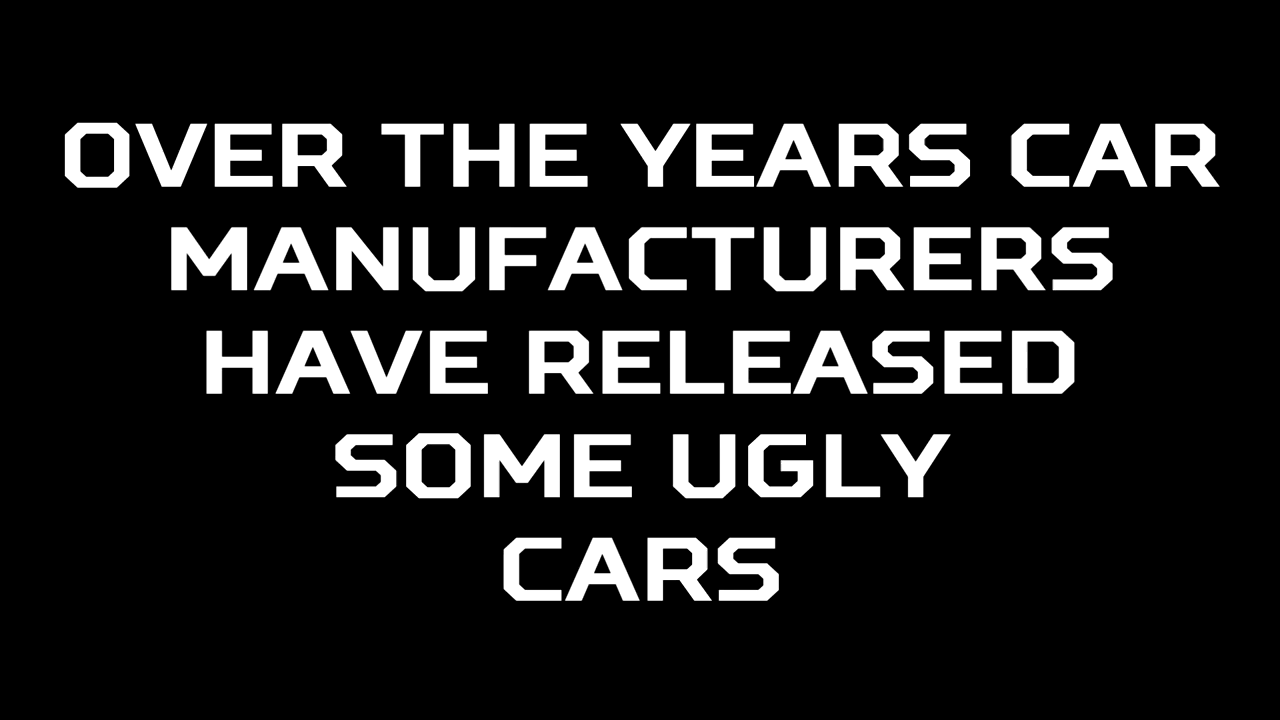 OVER THE YEARS CAR
MANUFACTURERS
HAVE RELEASED
SOME UGLY
CARS